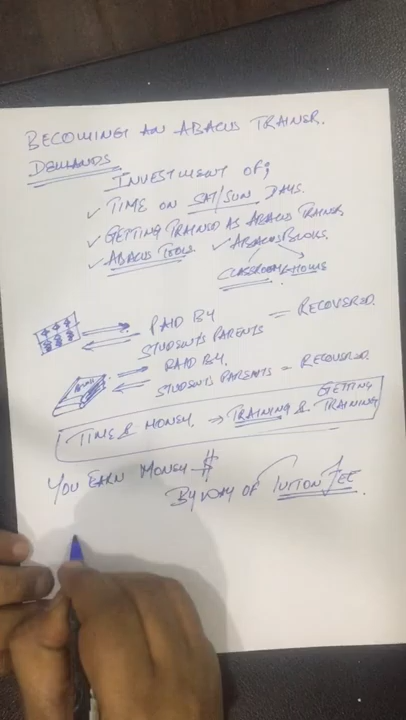 BECOMING AN ABACUS TRAINER.
DEMANDS
INVESTMENT OF;
✓ TIME ON SAT/SUN DAYS.
✓ GETTING TRAINED AS ABACUS TRAINER
✓ ABACUS TOOLS ✓ ABACUS BOOKS.
CLASSROOM & HOME
PAID BY STUDENTS PARENTS = RECOVERED.
PAID BY. STUDENTS PARENTS = RECOVERED.
TIME & MONEY. → TRAINING & GETTING TRAINING
YOU EARN MONEY $
BY WAY OF TUITION FEE.